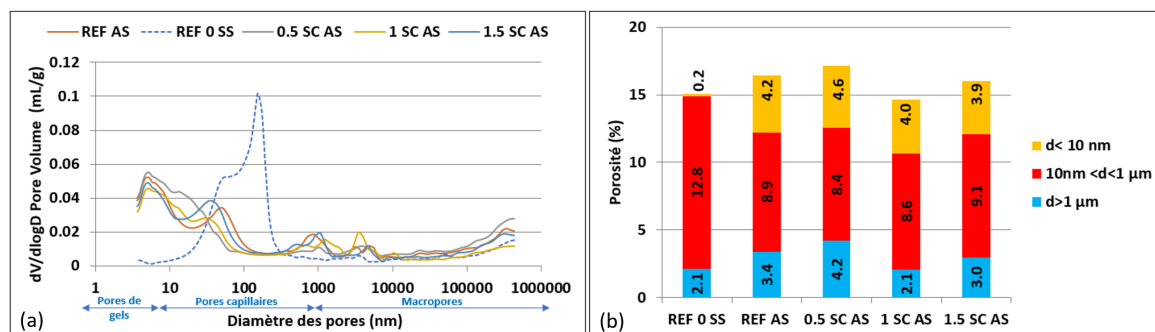 REF AS REF 0 SS 0.5 SC AS 1 SC AS 1.5 SC AS
dV/dlogD Pore Volume (mL/g)
0.12
0.1
0.08
0.06
0.04
0.02
0
1 10 100 1000 10000 100000 1000000
Pores de gels
Pores capillaires
Macropores
Diamètre des pores (nm)
(a)
(b)
Porosité (%)
20
15
10
5
0
0.2 4.2 4.6 4.0 3.9
12.8 8.9 8.4 8.6 9.1
2.1 3.4 4.2 2.1 3.0
REF 0 SS REF AS 0.5 SC AS 1 SC AS 1.5 SC AS
d< 10 nm
10nm <d<1 µm
d>1 µm